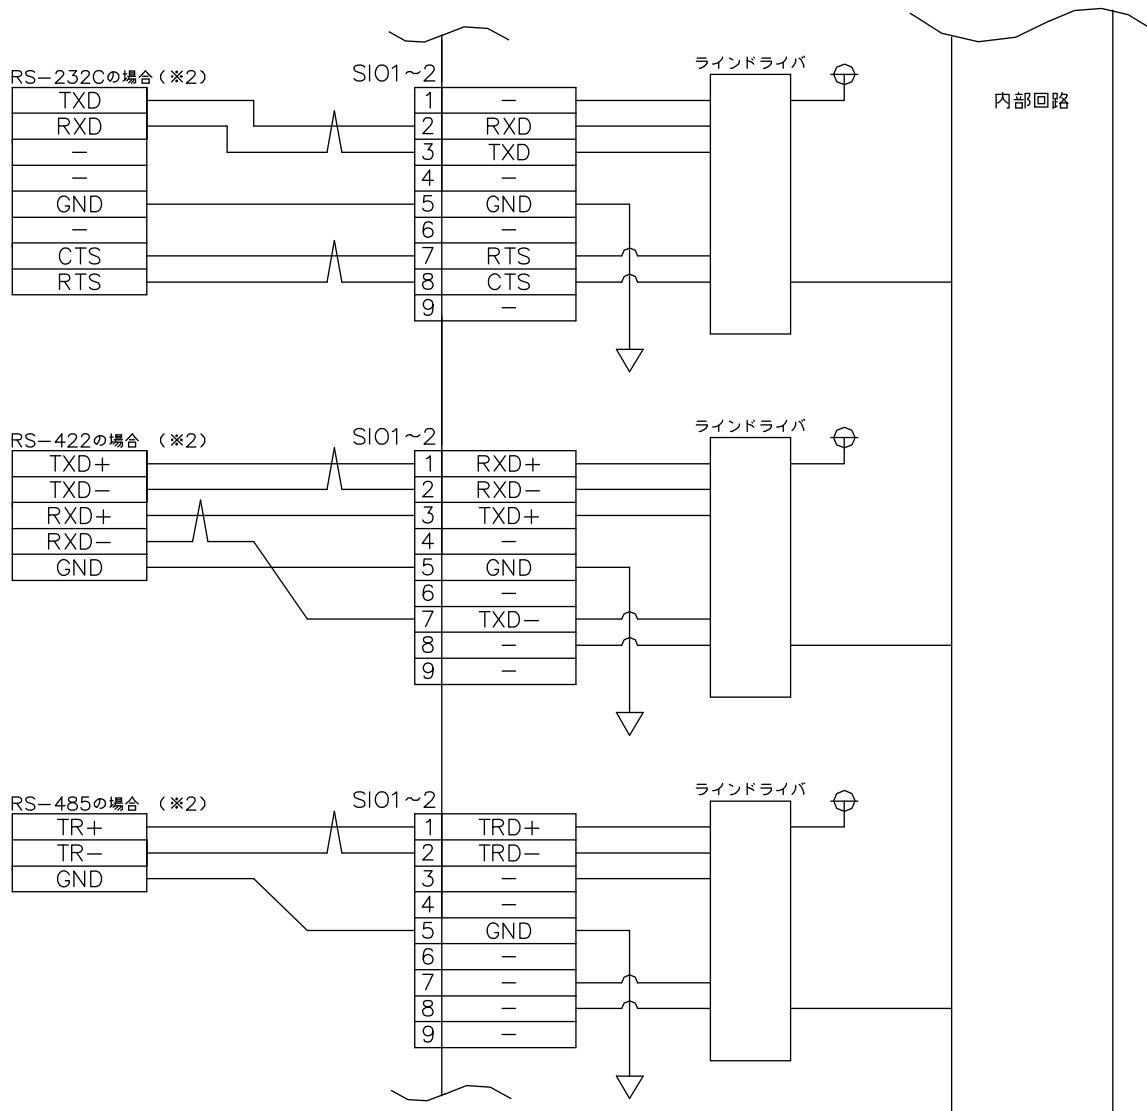 RS-232Cの場合(※2)
TXD
RXD
-
-
GND
-
CTS
RTS
SIO1~2
1 -
2 RXD
3 TXD
4 -
5 GND
6 -
7 RTS
8 CTS
9 -
ラインドライバ
内部回路
RS-422の場合 (※2)
TXD+
TXD-
RXD+
RXD-
GND
SIO1~2
1 RXD+
2 RXD-
3 TXD+
4 -
5 GND
6 -
7 TXD-
8 -
9 -
ラインドライバ
RS-485の場合 (※2)
TR+
TR-
GND
SIO1~2
1 TRD+
2 TRD-
3 -
4 -
5 GND
6 -
7 -
8 -
9 -
ラインドライバ